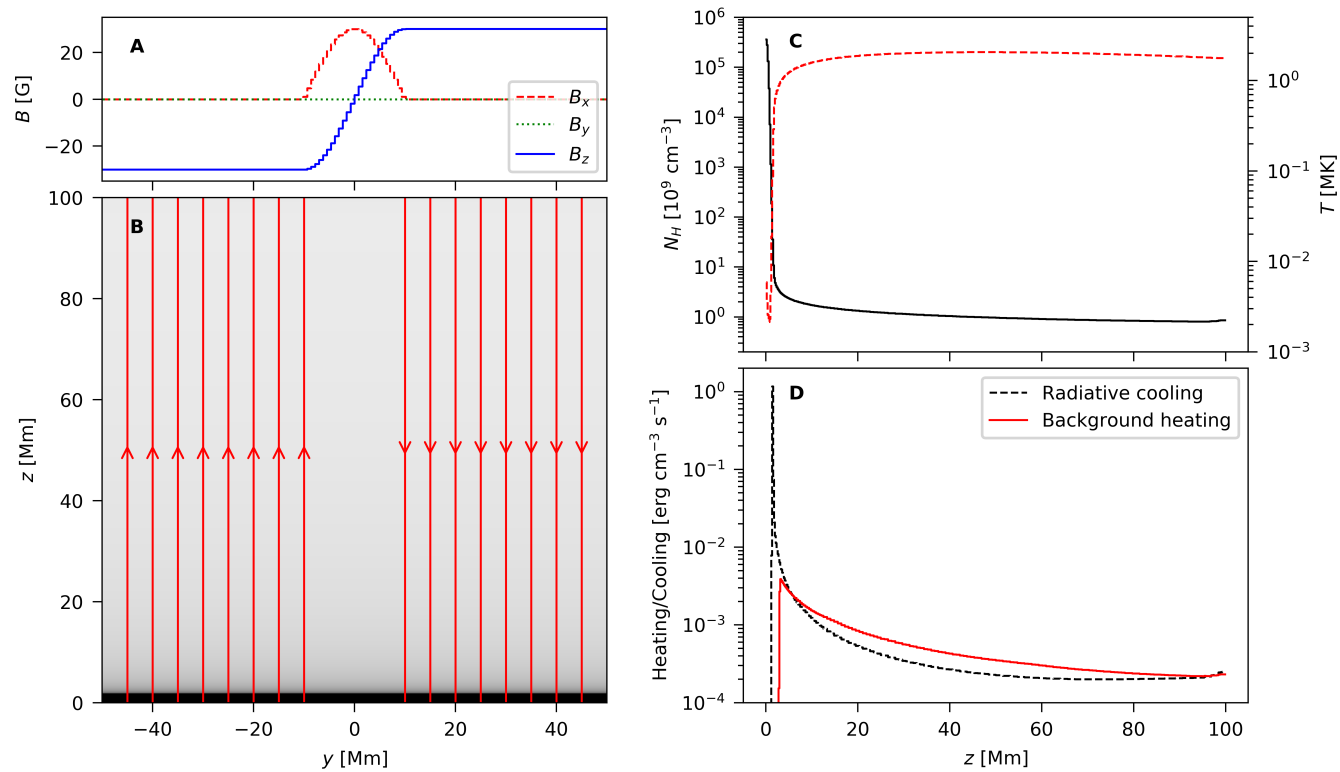 A
20
0
−20
B [G]
B_x
B_y
B_z
B
100
80
60
40
20
0
z [Mm]
−40 −20 0 20 40
y [Mm]
C
10^6
10^5
10^4
10^3
10^2
10^1
10^0
N_H [10^9 cm^−3]
10^0
10^−1
10^−2
10^−3
T [MK]
D
Radiative cooling
Background heating
10^0
10^−1
10^−2
10^−3
10^−4
Heating/Cooling [erg cm^−3 s^−1]
0 20 40 60 80 100
z [Mm]